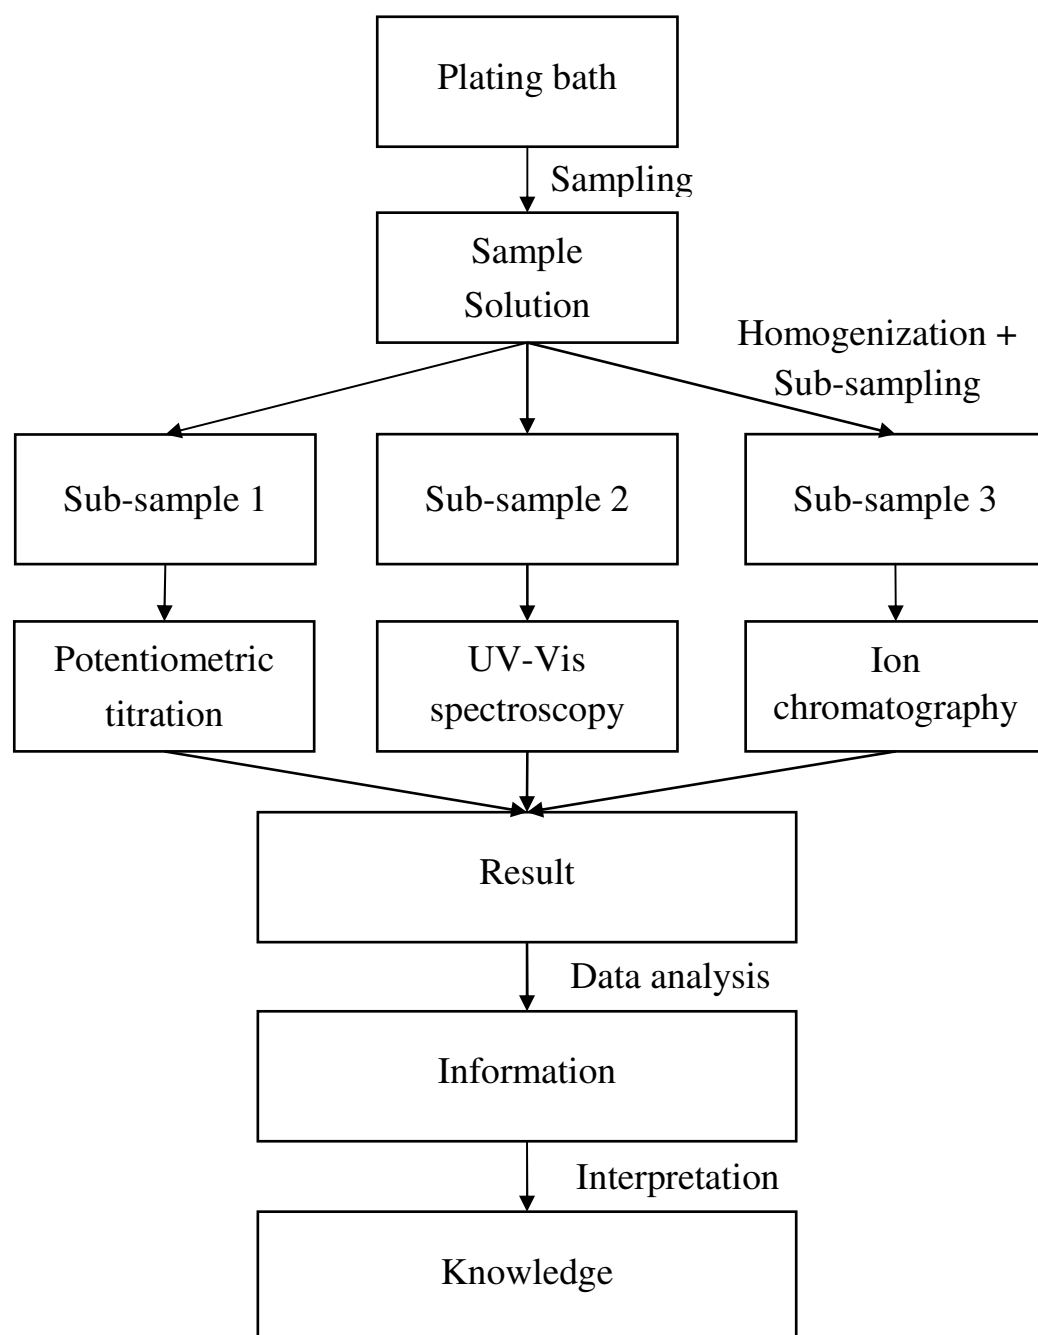 Plating bath
Sampling
Sample
Solution
Homogenization +
Sub-sampling
Sub-sample 1
Sub-sample 2
Sub-sample 3
Potentiometric
titration
UV-Vis
spectroscopy
Ion
chromatography
Result
Data analysis
Information
Interpretation
Knowledge